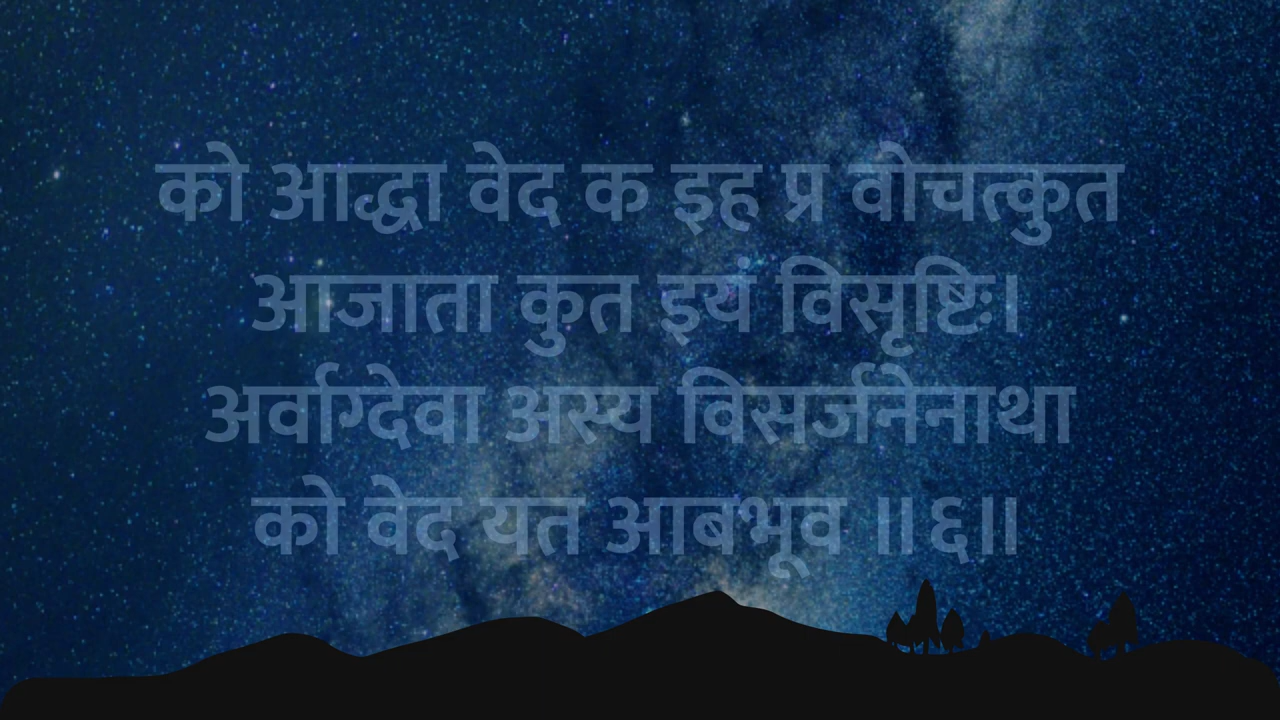 को आद्धा वेद क इह प्र वोचत्कुत
आजाता कुत इयं विसृष्टिः।
अर्वाग्देवा अस्य विसर्जनेनाथा
को वेद यत आबभूव ॥६॥